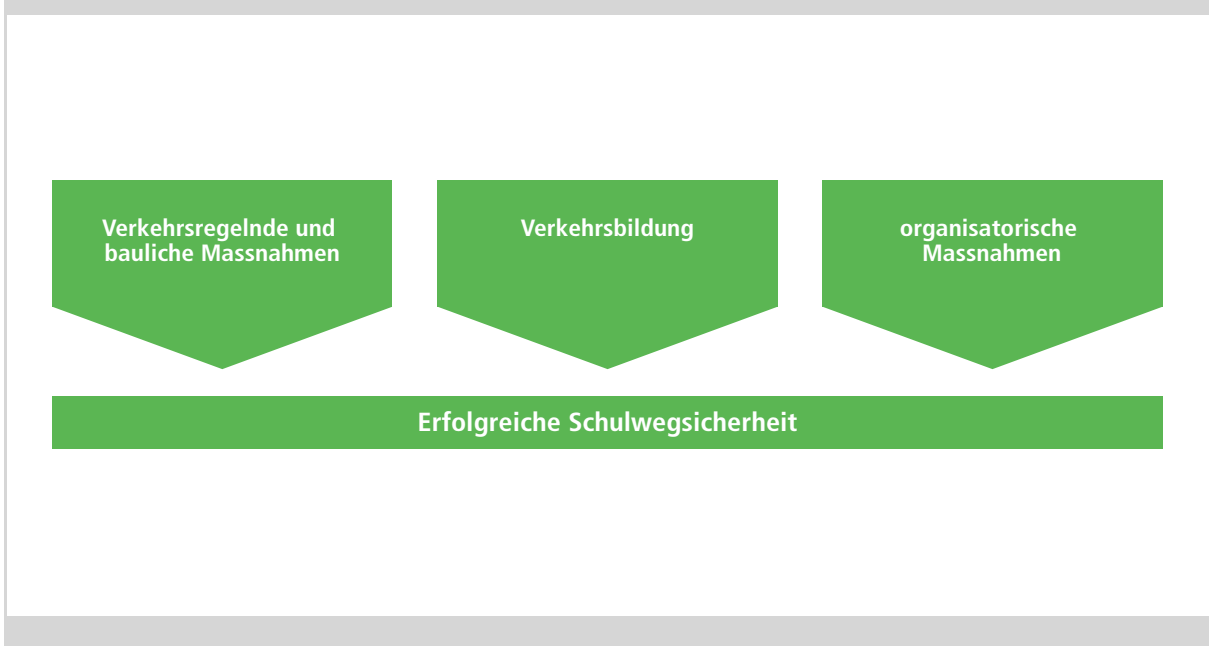 Verkehrsregelnde und
bauliche Massnahmen
Verkehrsbildung
organisatorische
Massnahmen
Erfolgreiche Schulwegsicherheit